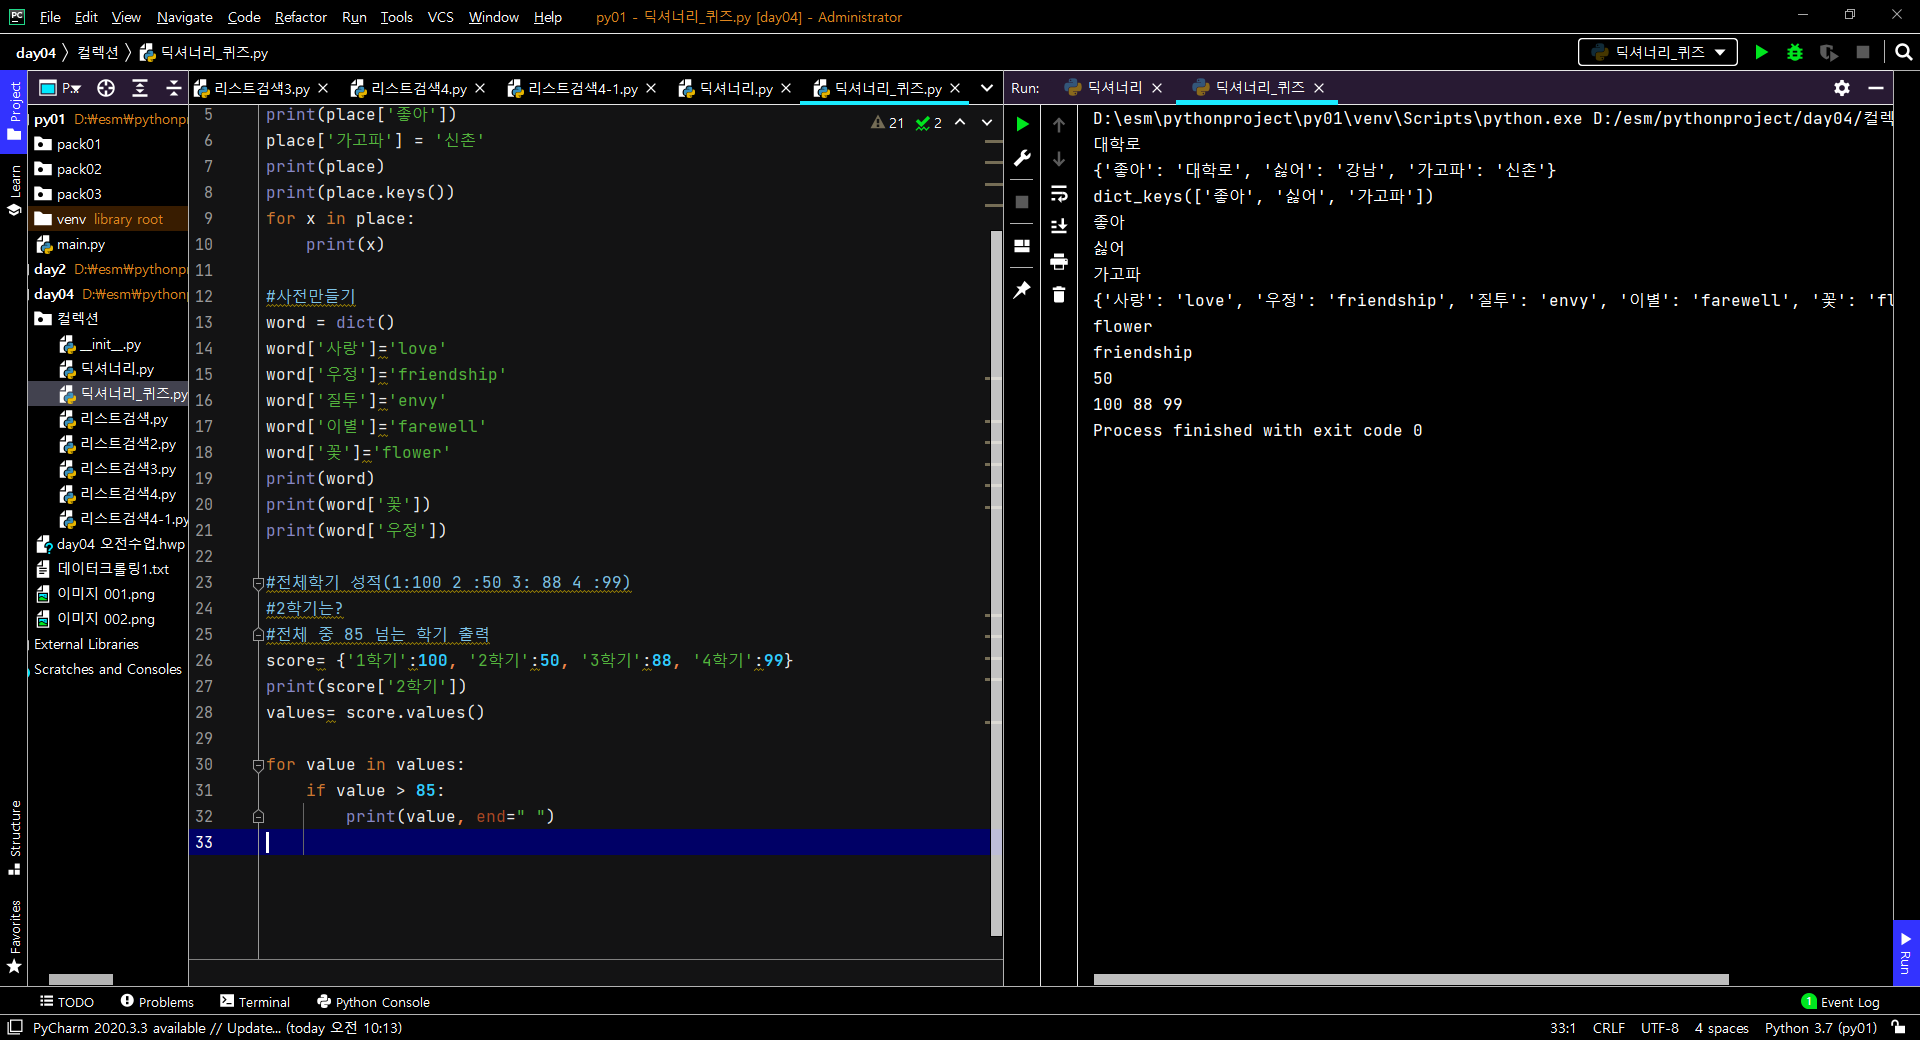 File Edit View Navigate Code Refactor Run Tools VCS Window Help py01 - 딕셔너리_퀴즈.py [day04] - Administrator
day04 〉 컬렉션 〉 딕셔너리_퀴즈.py
딕셔너리_퀴즈
Project
Learn
Structure
Favorites
P..
py01 D:₩esm₩pythonpr
pack01
pack02
pack03
venv library root
main.py
day2 D:₩esm₩pythonpr
day04 D:₩esm₩python
컬렉션
__init__.py
딕셔너리.py
딕셔너리_퀴즈.py
리스트검색.py
리스트검색2.py
리스트검색3.py
리스트검색4.py
리스트검색4-1.py
day04 오전수업.hwp
데이터크롤링1.txt
이미지 001.png
이미지 002.png
External Libraries
Scratches and Consoles
리스트검색3.py 리스트검색4.py 리스트검색4-1.py 딕셔너리.py 딕셔너리_퀴즈.py
21 2
5 print(place['좋아'])
6 place['가고파'] = '신촌'
7 print(place)
8 print(place.keys())
9 for x in place:
10 print(x)
11
12 #사전만들기
13 word = dict()
14 word['사랑']='love'
15 word['우정']='friendship'
16 word['질투']='envy'
17 word['이별']='farewell'
18 word['꽃']='flower'
19 print(word)
20 print(word['꽃'])
21 print(word['우정'])
22
23 #전체학기 성적(1:100 2 :50 3: 88 4 :99)
24 #2학기는?
25 #전체 중 85 넘는 학기 출력
26 score= {'1학기':100, '2학기':50, '3학기':88, '4학기':99}
27 print(score['2학기'])
28 values= score.values()
29
30 for value in values:
31 if value > 85:
32 print(value, end=" ")
33
Run: 딕셔너리 딕셔너리_퀴즈
D:\esm\pythonproject\py01\venv\Scripts\python.exe D:/esm/pythonproject/day04/컬렉
대학로
{'좋아': '대학로', '싫어': '강남', '가고파': '신촌'}
dict_keys(['좋아', '싫어', '가고파'])
좋아
싫어
가고파
{'사랑': 'love', '우정': 'friendship', '질투': 'envy', '이별': 'farewell', '꽃': 'fl
flower
friendship
50
100 88 99
Process finished with exit code 0
Run
TODO Problems Terminal Python Console 1 Event Log
PyCharm 2020.3.3 available // Update... (today 오전 10:13) 33:1 CRLF UTF-8 4 spaces Python 3.7 (py01)